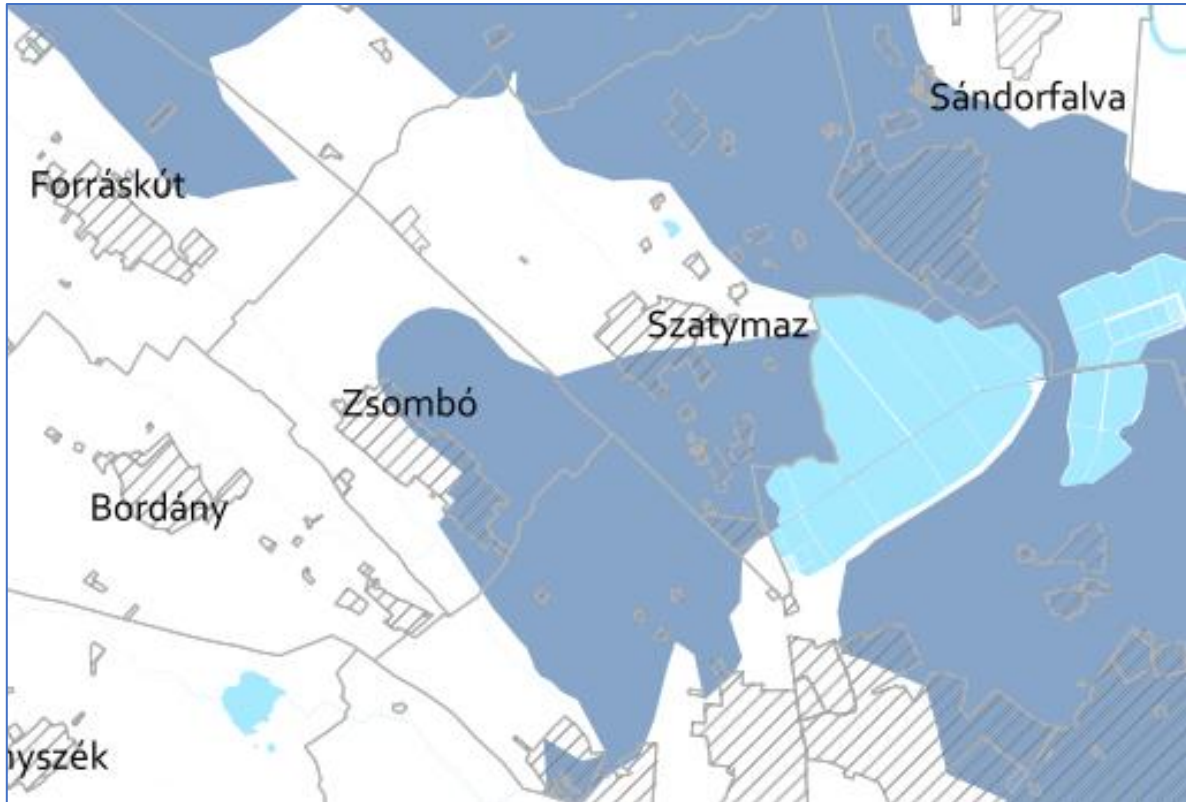 Sándorfalva
Forráskút
Szatymaz
Zsombó
Bordány
nyszék